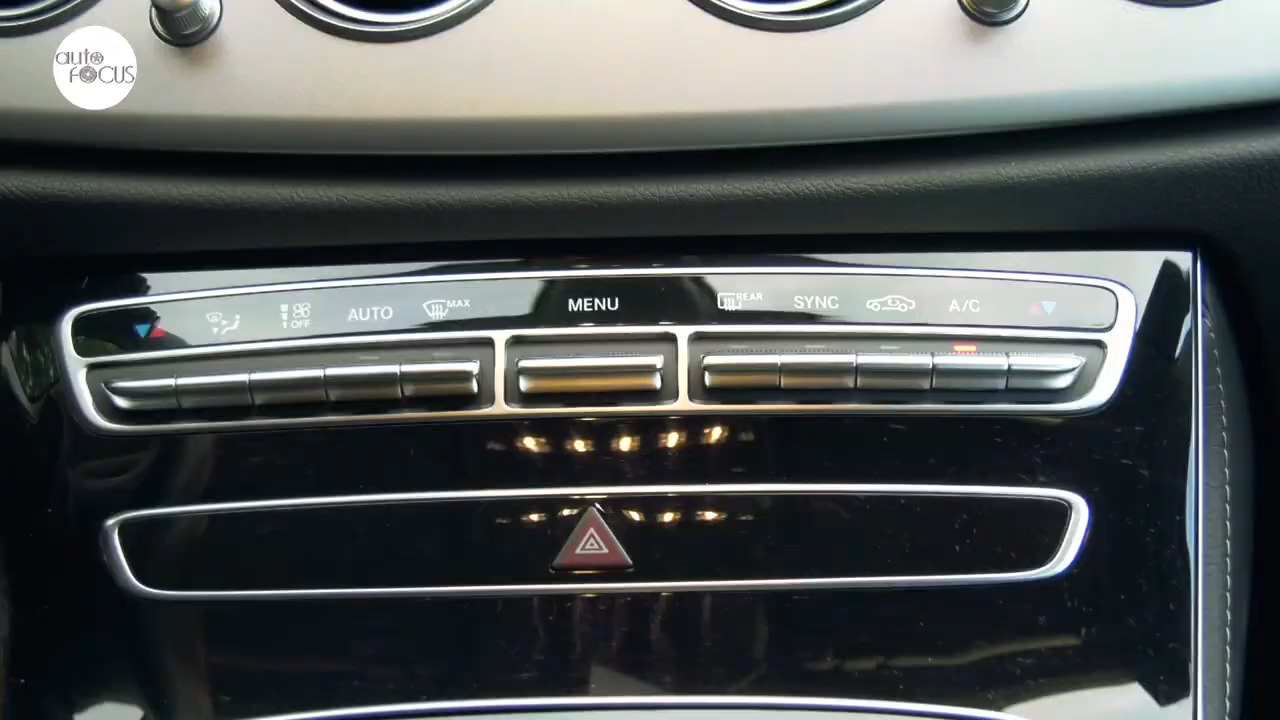 auto
FOCUS
OFF
AUTO
MAX
MENU
REAR
SYNC
A/C